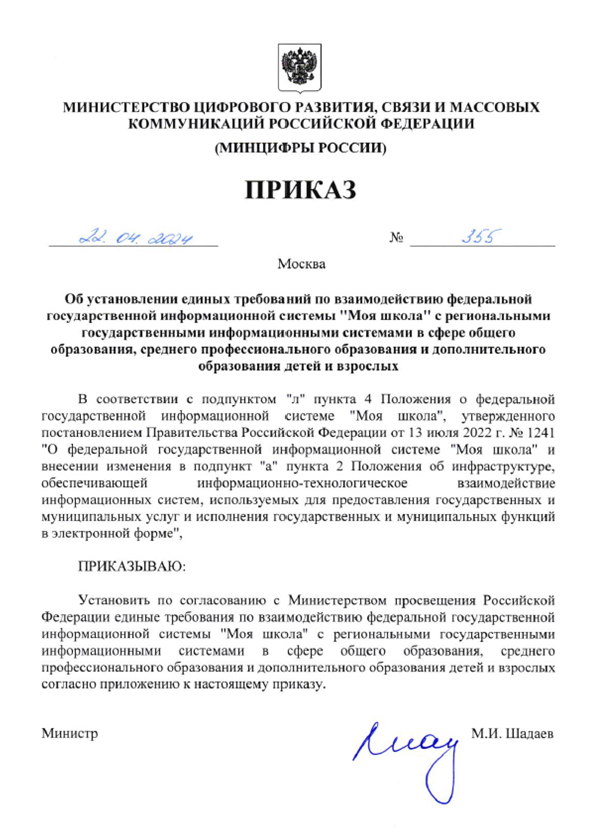 МИНИСТЕРСТВО ЦИФРОВОГО РАЗВИТИЯ, СВЯЗИ И МАССОВЫХ
КОММУНИКАЦИЙ РОССИЙСКОЙ ФЕДЕРАЦИИ
(МИНЦИФРЫ РОССИИ)
ПРИКАЗ
22. 04. 2024 № 355
Москва
Об установлении единых требований по взаимодействию федеральной
государственной информационной системы "Моя школа" с региональными
государственными информационными системами в сфере общего
образования, среднего профессионального образования и дополнительного
образования детей и взрослых
В соответствии с подпунктом "л" пункта 4 Положения о федеральной
государственной информационной системе "Моя школа", утвержденного
постановлением Правительства Российской Федерации от 13 июля 2022 г. № 1241
"О федеральной государственной информационной системе "Моя школа" и
внесении изменения в подпункт "а" пункта 2 Положения об инфраструктуре,
обеспечивающей информационно-технологическое взаимодействие
информационных систем, используемых для предоставления государственных и
муниципальных услуг и исполнения государственных и муниципальных функций
в электронной форме",
ПРИКАЗЫВАЮ:
Установить по согласованию с Министерством просвещения Российской
Федерации единые требования по взаимодействию федеральной государственной
информационной системы "Моя школа" с региональными государственными
информационными системами в сфере общего образования, среднего
профессионального образования и дополнительного образования детей и взрослых
согласно приложению к настоящему приказу.
Министр М.И. Шадаев